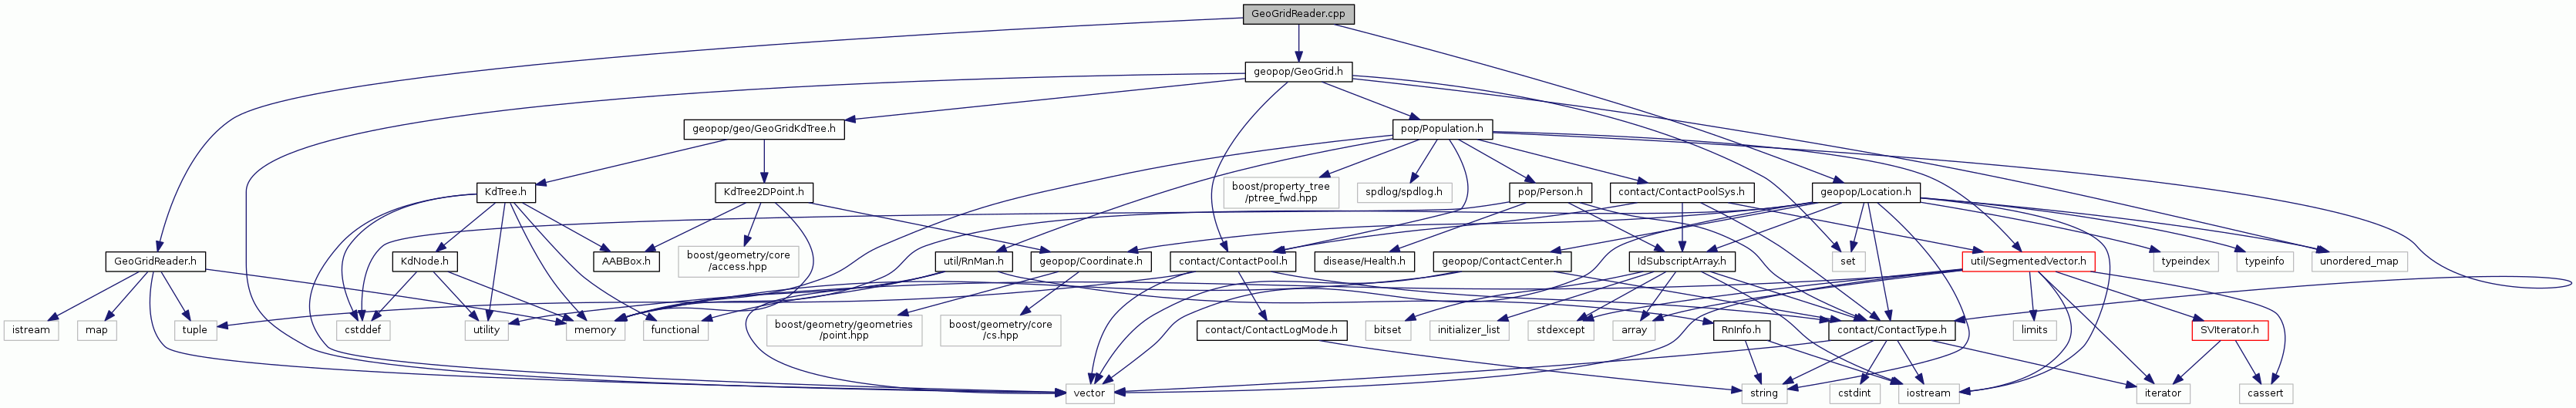 GeoGridReader.cpp
geopop/GeoGrid.h
geopop/geo/GeoGridKdTree.h
pop/Population.h
KdTree.h
KdTree2DPoint.h
boost/property_tree
/ptree_fwd.hpp
spdlog/spdlog.h
pop/Person.h
contact/ContactPoolSys.h
geopop/Location.h
GeoGridReader.h
KdNode.h
AABBox.h
boost/geometry/core
/access.hpp
util/RnMan.h
geopop/Coordinate.h
contact/ContactPool.h
disease/Health.h
geopop/ContactCenter.h
IdSubscriptArray.h
set
util/SegmentedVector.h
typeindex
typeinfo
unordered_map
istream
map
tuple
cstddef
utility
memory
functional
boost/geometry/geometries
/point.hpp
boost/geometry/core
/cs.hpp
contact/ContactLogMode.h
bitset
initializer_list
stdexcept
array
RnInfo.h
contact/ContactType.h
limits
SVIterator.h
vector
string
cstdint
iostream
iterator
cassert